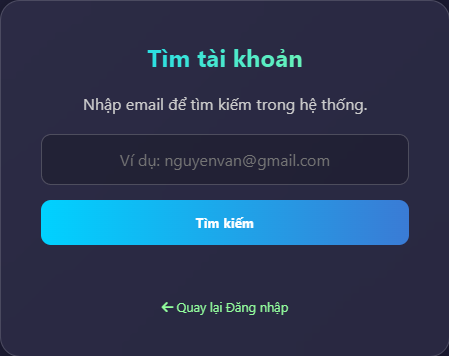 Tìm tài khoản
Nhập email để tìm kiếm trong hệ thống.
Ví dụ: nguyenvan@gmail.com
Tìm kiếm
← Quay lại Đăng nhập